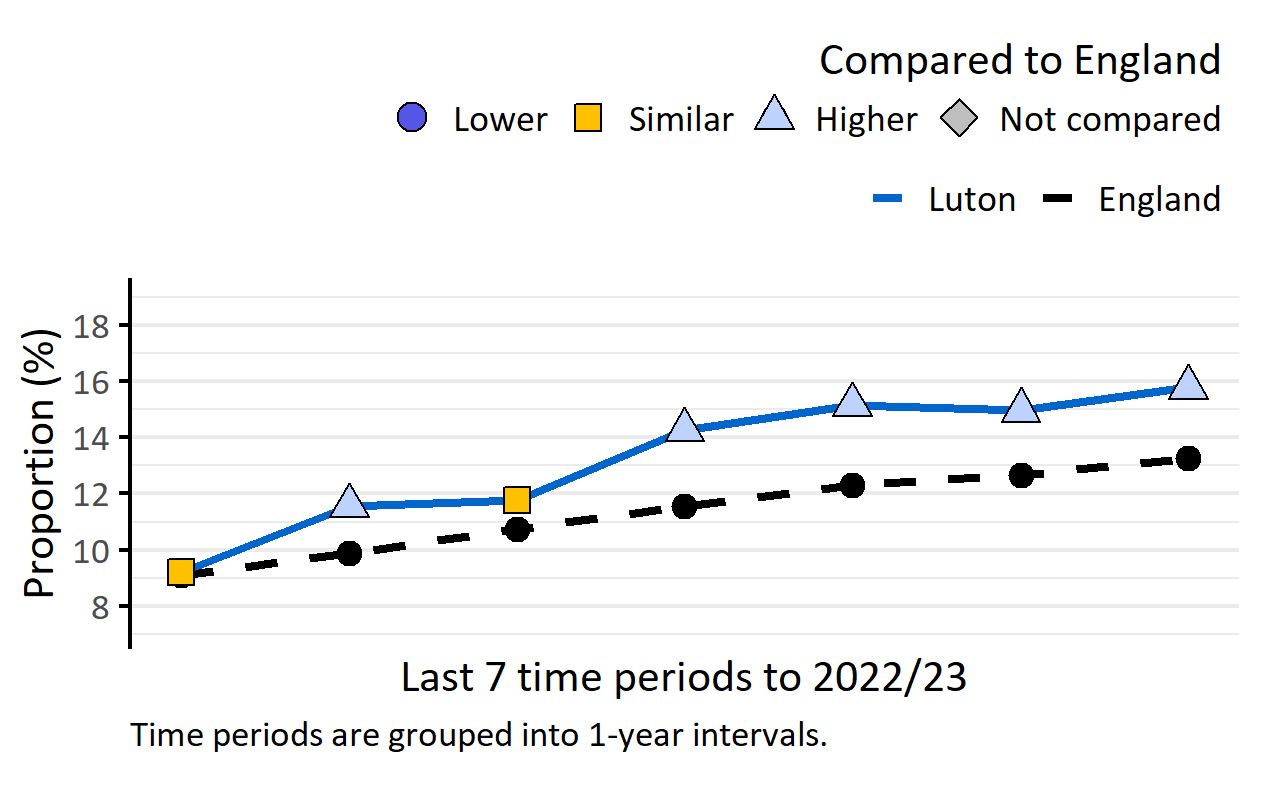 Compared to England
Lower Similar Higher Not compared
Luton England
Proportion (%)
18
16
14
12
10
8
Last 7 time periods to 2022/23
Time periods are grouped into 1-year intervals.